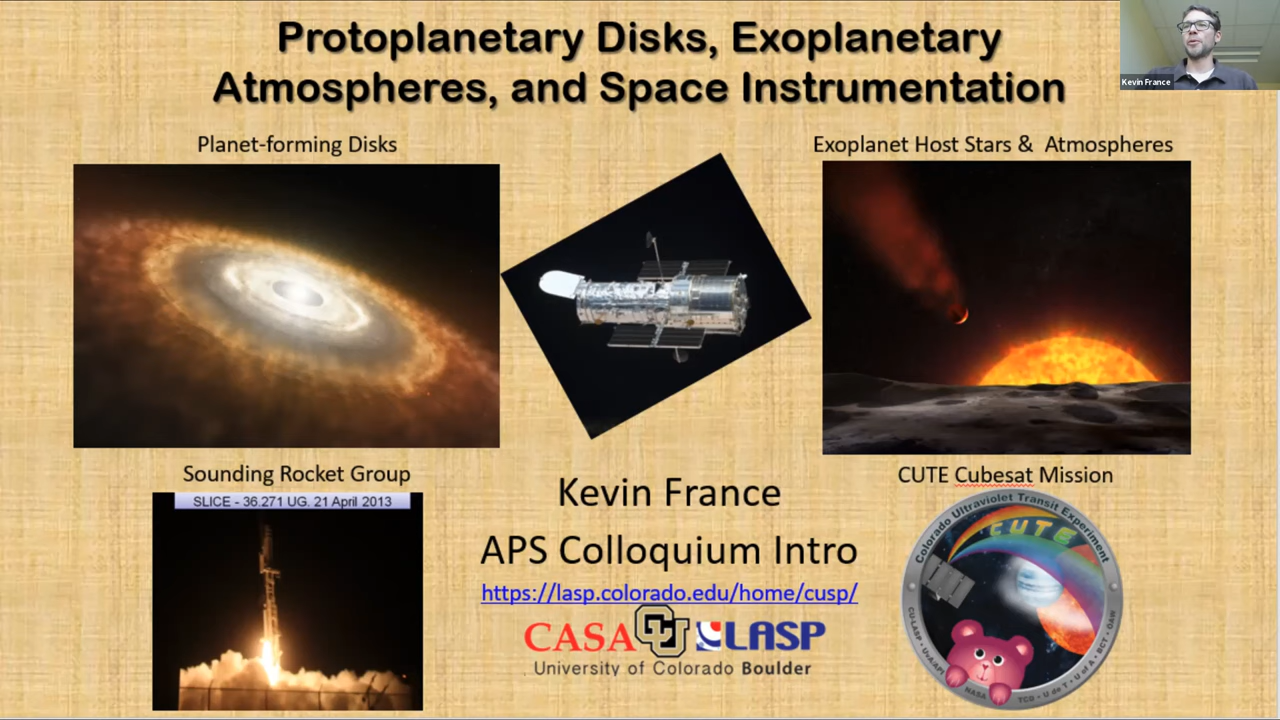 Protoplanetary Disks, Exoplanetary
Atmospheres, and Space Instrumentation
Kevin France
Planet-forming Disks
Exoplanet Host Stars & Atmospheres
Sounding Rocket Group
SLICE - 36.271 UG. 21 April 2013
Kevin France
APS Colloquium Intro
https://lasp.colorado.edu/home/cusp/
CASA CU LASP
University of Colorado Boulder
CUTE Cubesat Mission
Colorado Ultraviolet Transit Experiment
CUTE
NASA